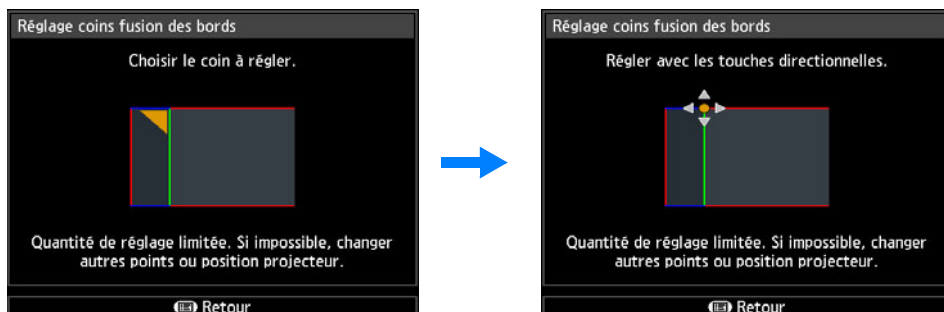 Réglage coins fusion des bords
Choisir le coin à régler.
Quantité de réglage limitée. Si impossible, changer
autres points ou position projecteur.
Retour
Réglage coins fusion des bords
Régler avec les touches directionnelles.
Quantité de réglage limitée. Si impossible, changer
autres points ou position projecteur.
Retour